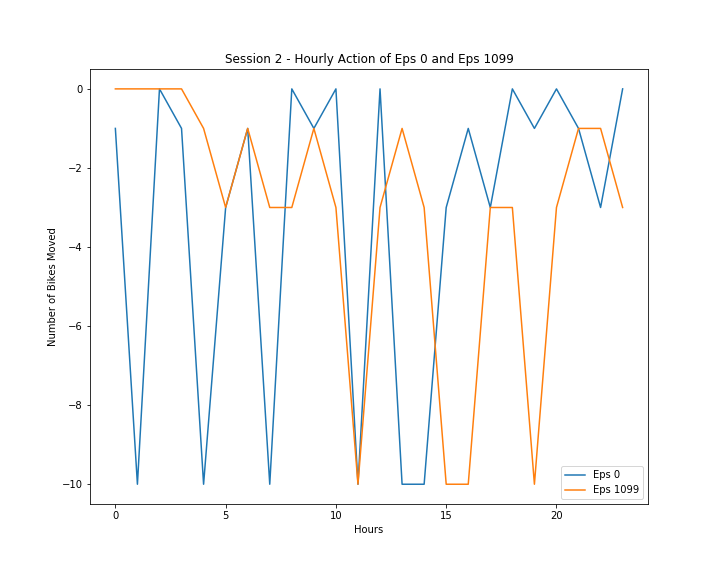 Session 2 - Hourly Action of Eps 0 and Eps 1099
Number of Bikes Moved
0
−2
−4
−6
−8
−10
0 5 10 15 20
Hours
Eps 0
Eps 1099